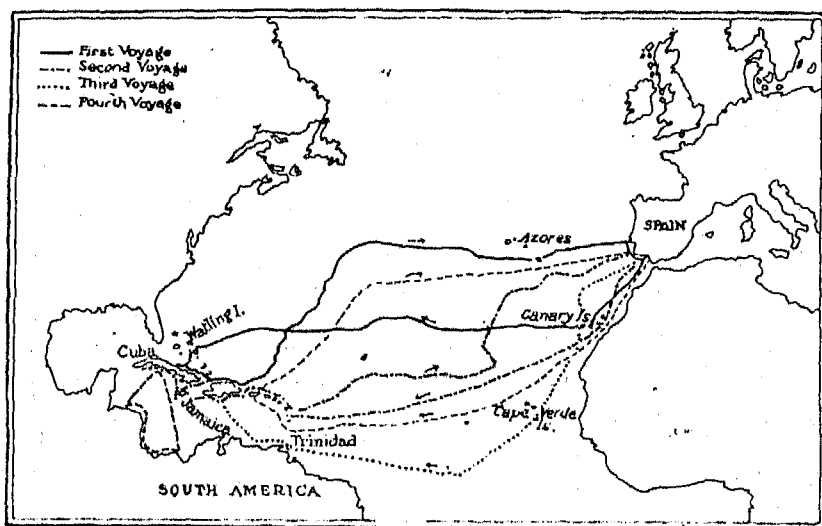 First Voyage
Second Voyage
Third Voyage
Fourth Voyage
Azores
SPAIN
Canary Is.
Watling I.
Cuba
Jamaica
Cape Verde
Trinidad
SOUTH AMERICA